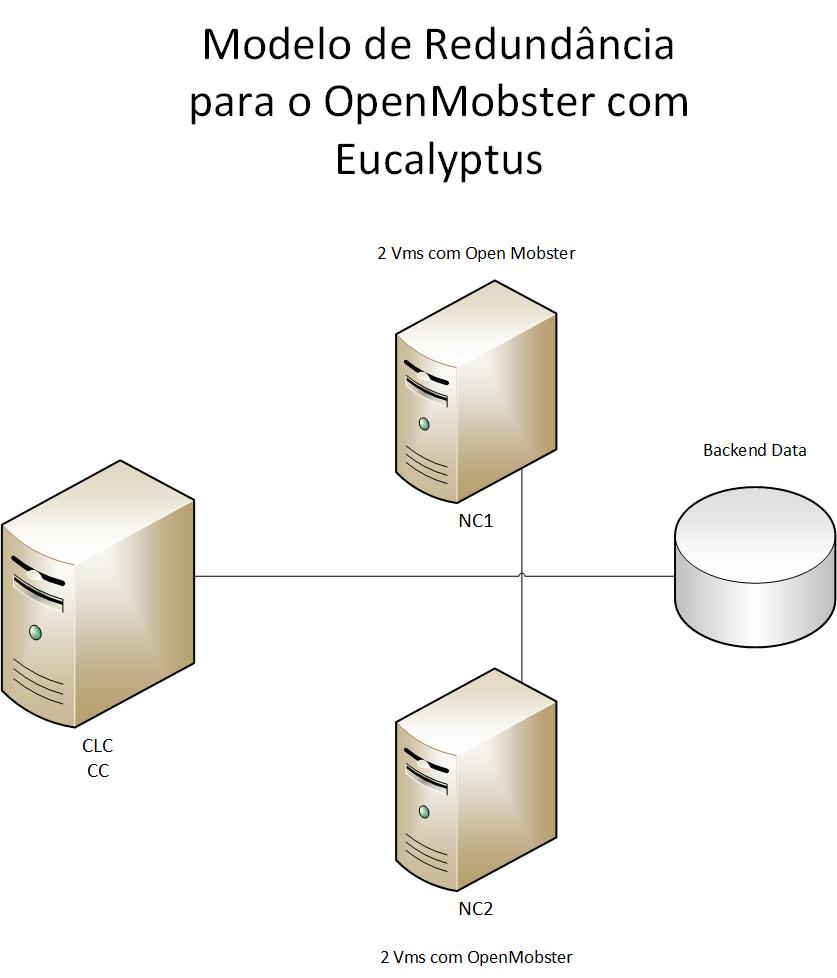 Modelo de Redundância
para o OpenMobster com
Eucalyptus
2 Vms com Open Mobster
NC1
Backend Data
CLC
CC
NC2
2 Vms com OpenMobster